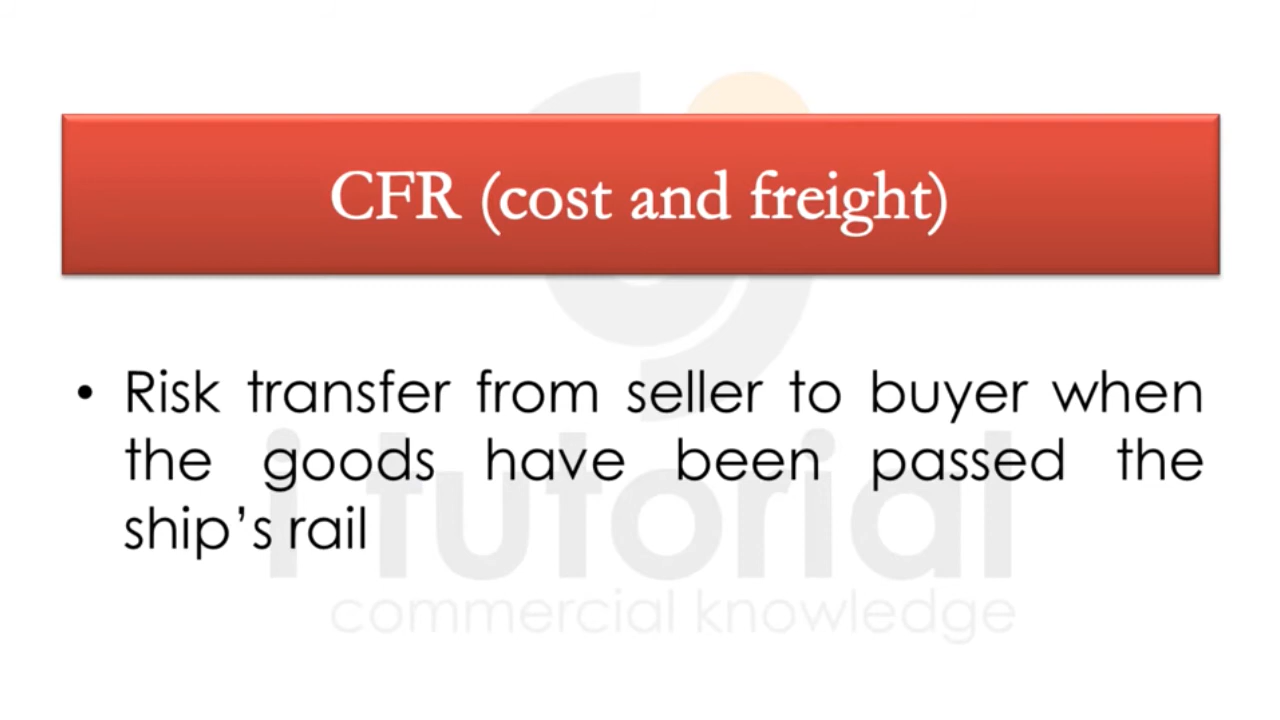 CFR (cost and freight)
• Risk transfer from seller to buyer when
the goods have been passed the
ship's rail
i tutorial
commercial knowledge